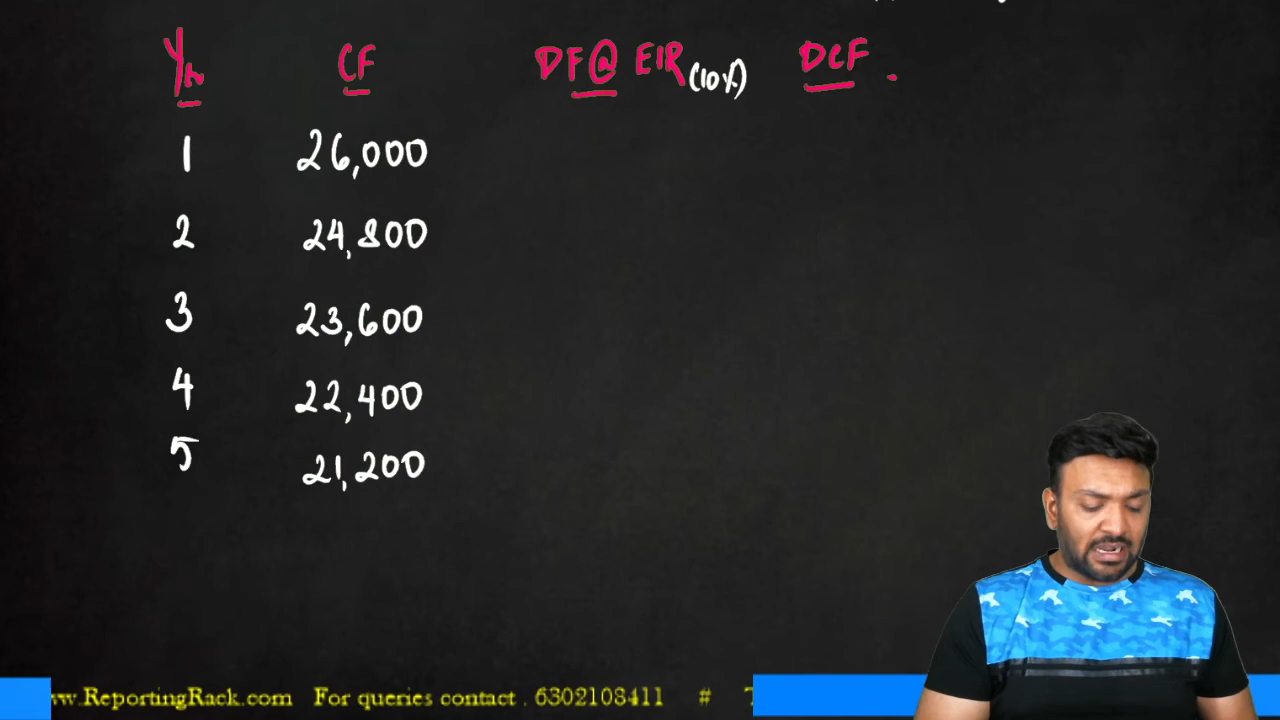 Yr CF DF@ EIR (10%) DCF.
1 26,000
2 24,800
3 23,600
4 22,400
5 21,200
ww.ReportingRack.com For queries contact . 6302108411 #